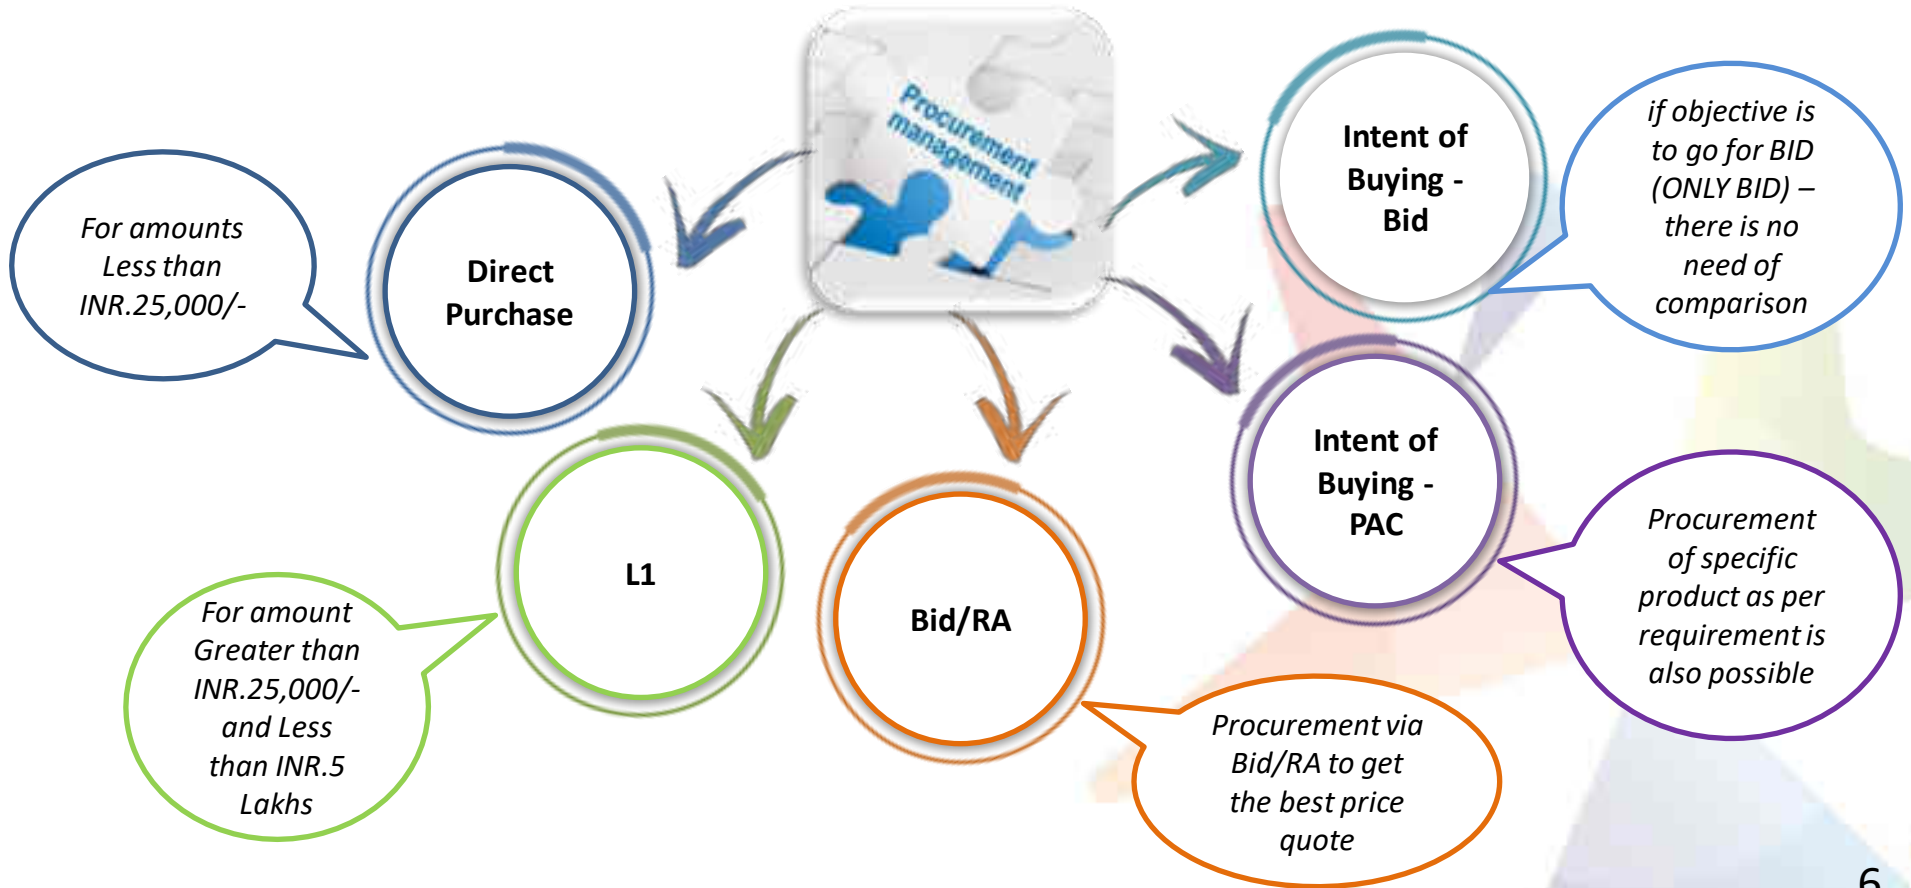 Procurement
management
For amounts
Less than
INR.25,000/-
Direct
Purchase
For amount
Greater than
INR.25,000/-
and Less
than INR.5
Lakhs
L1
Bid/RA
Procurement via
Bid/RA to get
the best price
quote
Intent of
Buying -
PAC
Procurement
of specific
product as per
requirement is
also possible
Intent of
Buying -
Bid
if objective is
to go for BID
(ONLY BID) –
there is no
need of
comparison
6